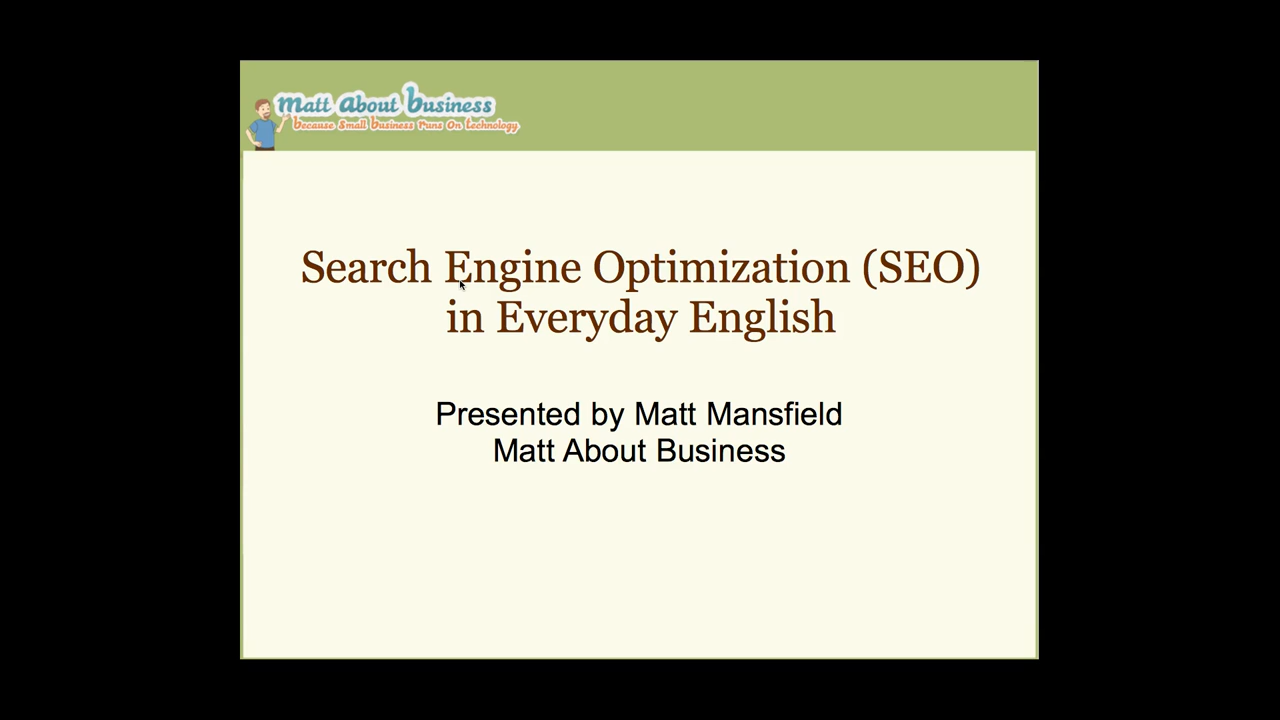 Matt About Business
Because Small Business Runs On Technology
Search Engine Optimization (SEO)
in Everyday English
Presented by Matt Mansfield
Matt About Business